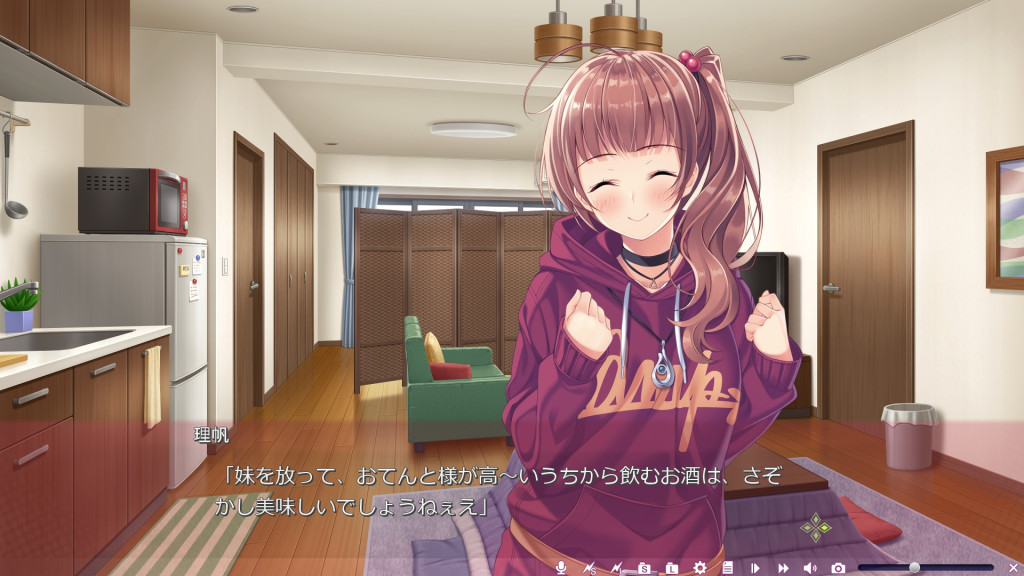 理帆
「妹を放って、おてんと様が高～いうちから飲むお酒は、さぞ
かし美味しいでしょうねぇえ」